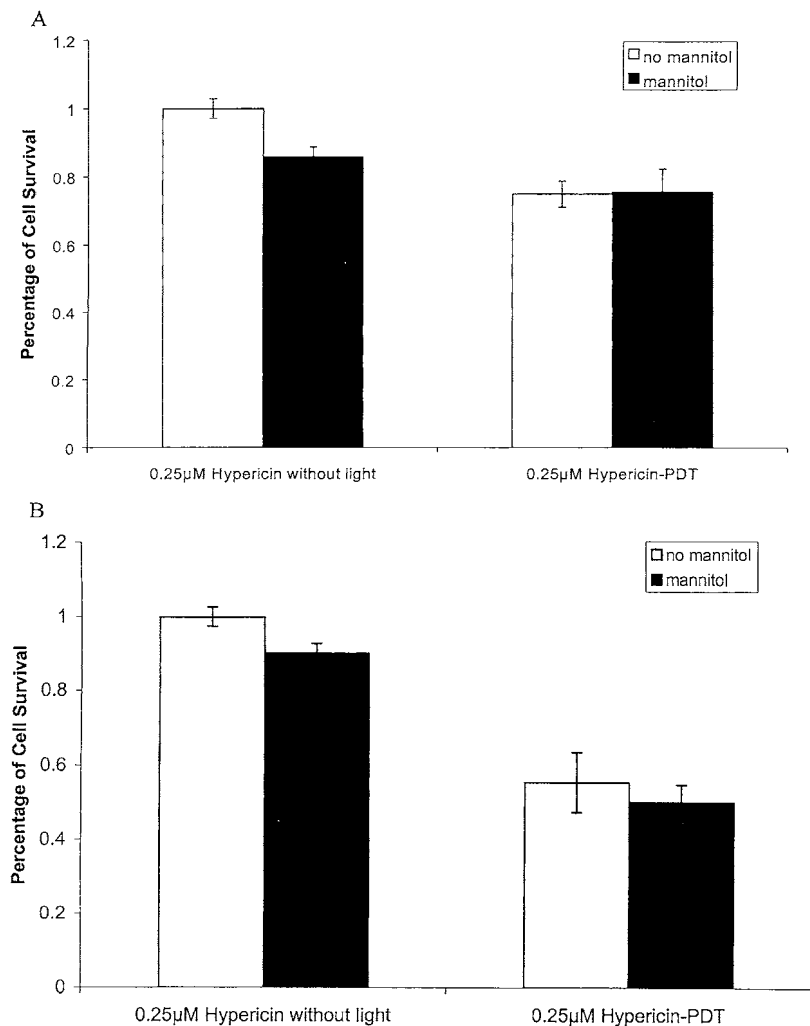 A
1.2
1
0.8
0.6
0.4
0.2
0
Percentage of Cell Survival
no mannitol
mannitol
0.25µM Hypericin without light
0.25µM Hypericin-PDT
B
1.2
1
0.8
0.6
0.4
0.2
0
Percentage of Cell Survival
no mannitol
mannitol
0.25µM Hypericin without light
0.25µM Hypericin-PDT